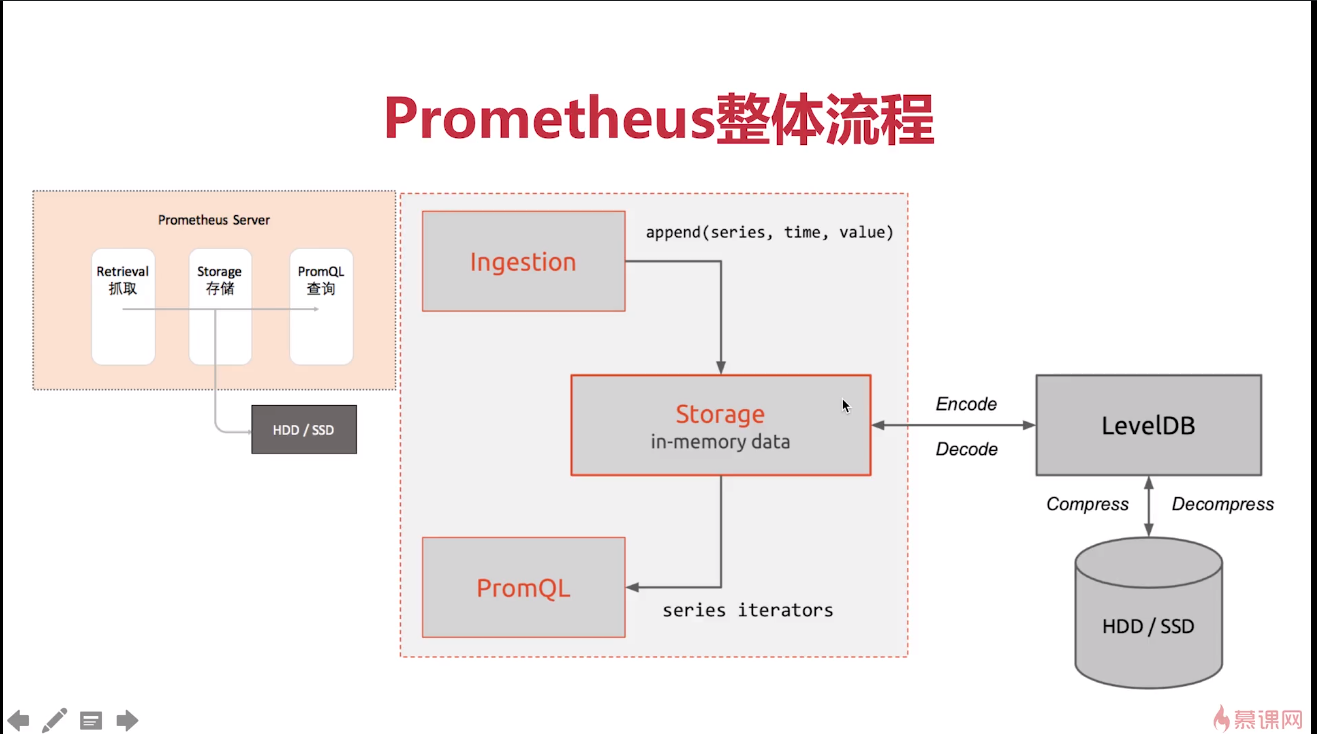 Prometheus整体流程
Prometheus Server
Retrieval
抓取
Storage
存储
PromQL
查询
HDD / SSD
Ingestion
append(series, time, value)
Storage
in-memory data
PromQL
series iterators
Encode
Decode
LevelDB
Compress
Decompress
HDD / SSD
慕课网